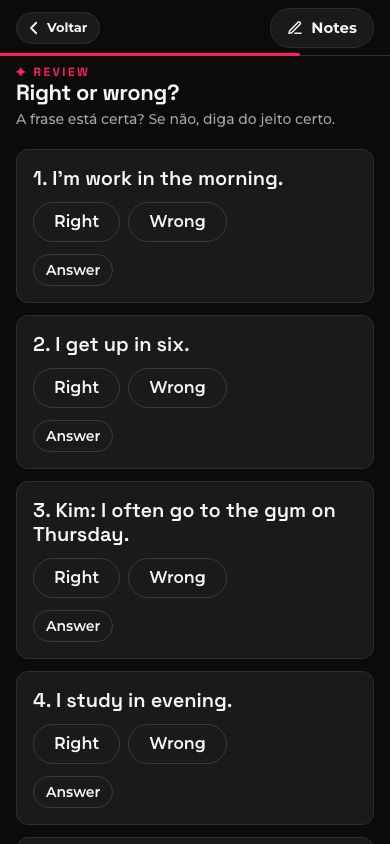 Voltar
Notes
✦ REVIEW
Right or wrong?
A frase está certa? Se não, diga do jeito certo.
1. I'm work in the morning.
Right Wrong
Answer
2. I get up in six.
Right Wrong
Answer
3. Kim: I often go to the gym on
Thursday.
Right Wrong
Answer
4. I study in evening.
Right Wrong
Answer